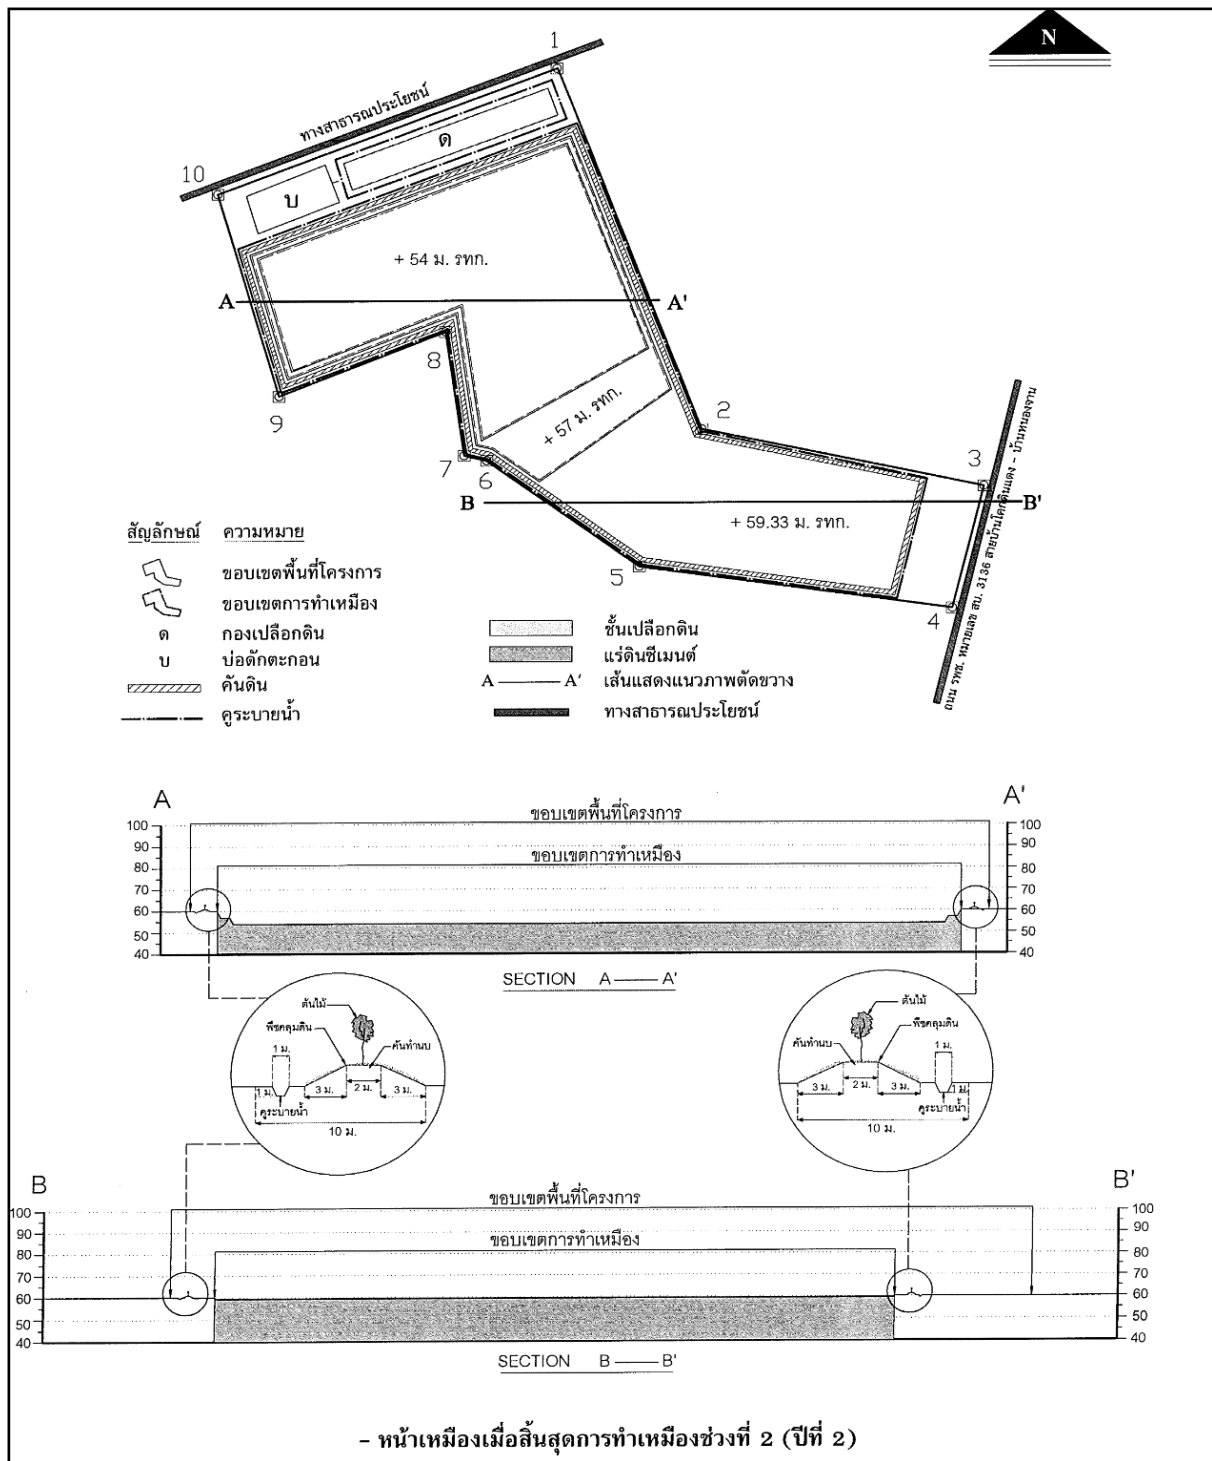 N
1
ทางสาธารณประโยชน์
10
ด
บ
+ 54 ม. รทก.
A
A'
8
9
+ 57 ม. รทก.
2
7
6
3
B
B'
+ 59.33 ม. รทก.
5
4
ถนน รพช. หมายเลข สบ. 3136 สายบ้านโคกดินแดง - บ้านหนองจาน
สัญลักษณ์ ความหมาย
ขอบเขตพื้นที่โครงการ
ขอบเขตการทำเหมือง
ด กองเปลือกดิน
บ บ่อดักตะกอน
คันดิน
คูระบายน้ำ
ชั้นเปลือกดิน
แร่ดินซีเมนต์
A A' เส้นแสดงแนวภาพตัดขวาง
ทางสาธารณประโยชน์
A A'
ขอบเขตพื้นที่โครงการ
ขอบเขตการทำเหมือง
100 100
90 90
80 80
70 70
60 60
50 50
40 40
SECTION A A'
ต้นไม้
พืชคลุมดิน
คันทำนบ
1 ม.
1 ม.
3 ม. 2 ม. 3 ม.
คูระบายน้ำ
10 ม.
ต้นไม้
พืชคลุมดิน
คันทำนบ
1 ม.
3 ม. 2 ม. 3 ม.
1 ม.
คูระบายน้ำ
10 ม.
B B'
ขอบเขตพื้นที่โครงการ
ขอบเขตการทำเหมือง
100 100
90 90
80 80
70 70
60 60
50 50
40 40
SECTION B B'
- หน้าเหมืองเมื่อสิ้นสุดการทำเหมืองช่วงที่ 2 (ปีที่ 2)